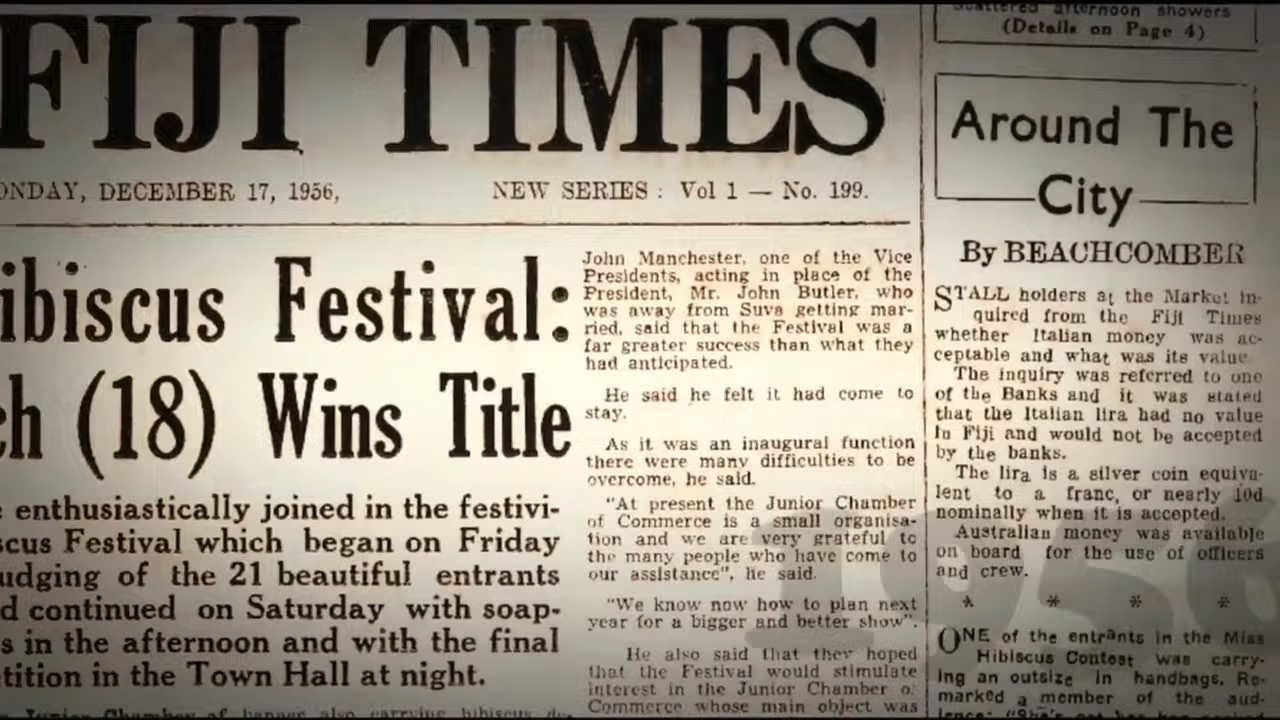 FIJI TIMES
ONDAY, DECEMBER 17, 1956,
NEW SERIES : Vol 1 — No. 199.
ibiscus Festival:
ch (18) Wins Title
enthusiastically joined in the festivi-
scus Festival which began on Friday
udging of the 21 beautiful entrants
d continued on Saturday with soap-
s in the afternoon and with the final
tition in the Town Hall at night.
John Manchester, one of the Vice
Presidents, acting in place of the
President, Mr. John Butler, who
was away from Suva getting mar-
ried, said that the Festival was a
far greater success than what they
had anticipated.
He said he felt it had come to
stay.
As it was an inaugural function
there were many difficulties to be
overcome, he said.
"At present the Junior Chamber
of Commerce is a small organisa-
tion and we are very grateful to
the many people who have come to
our assistance", he said.
"We know now how to plan next
year for a bigger and better show".
He also said that they hoped
that the Festival would stimulate
interest in the Junior Chamber o
Commerce whose main object was
scattered afternoon showers
(Details on Page 4)
Around The
City
By BEACHCOMBER
STALL holders at the Market in-
quired from the Fiji Times
whether Italian money was ac-
ceptable and what was its value
The inquiry was referred to one
of the Banks and it was stated
that the Italian lira had no value
in Fiji and would not be accepted
by the banks.
The lira is a silver coin equiva-
lent to a franc, or nearly 10d
nominally when it is accepted.
Australian money was available
on board for the use of officers
and crew.
* * * *
ONE of the entrants in the Miss
Hibiscus Contest was carry-
ing an outsize in handbags. Re-
marked a member of the aud-
1956